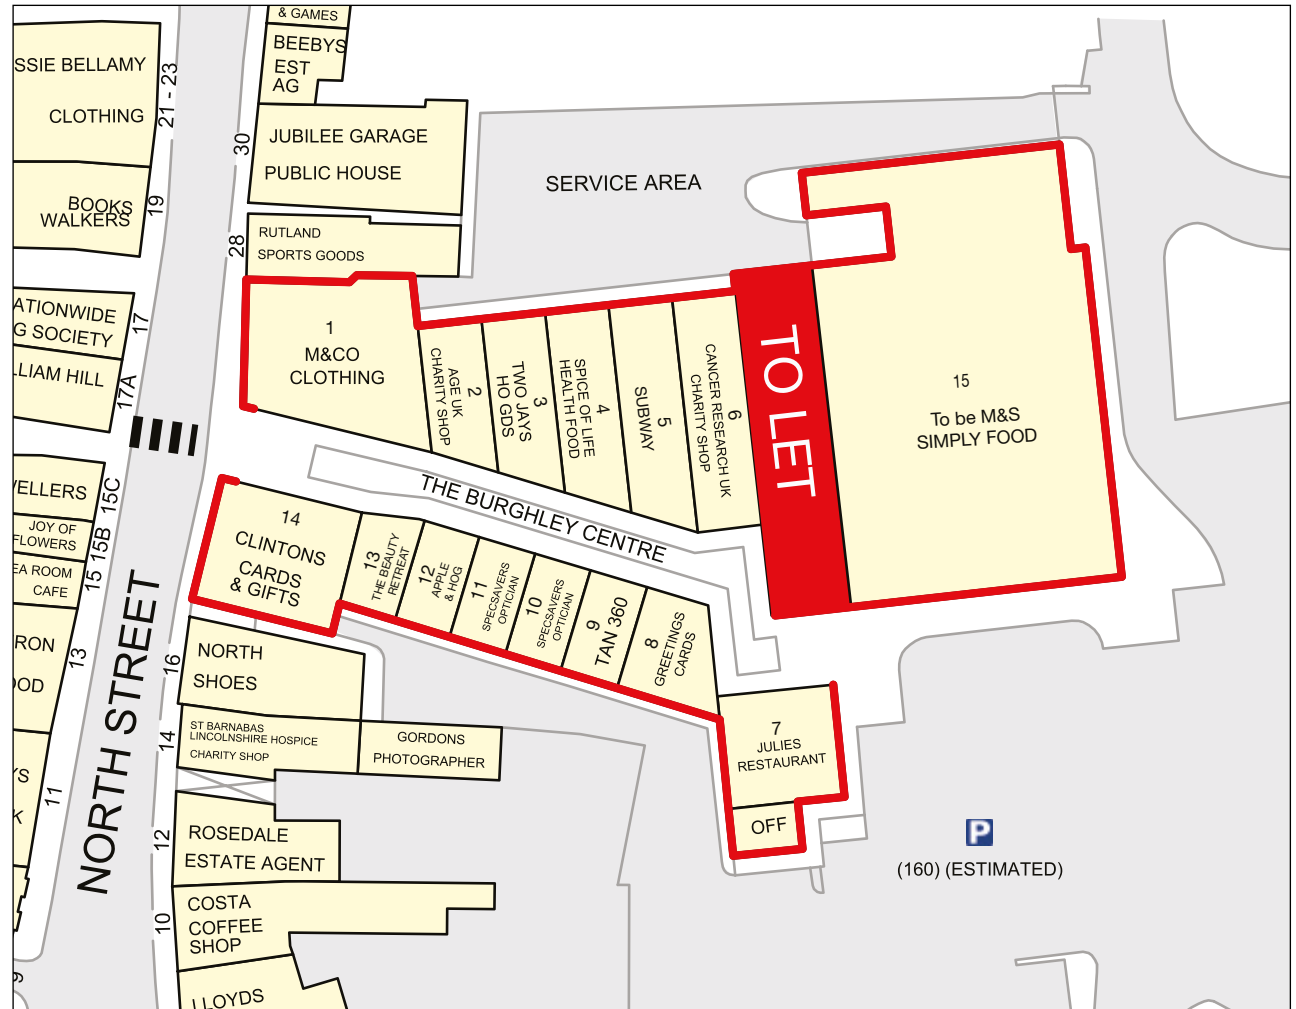 & GAMES
BEEBYS
EST
AG
SSIE BELLAMY
CLOTHING
21 - 23
30
JUBILEE GARAGE
PUBLIC HOUSE
SERVICE AREA
BOOKS
WALKERS
19
28
RUTLAND
SPORTS GOODS
ATIONWIDE
G SOCIETY
17
LLIAM HILL
17A
1
M&CO
CLOTHING
2
AGE UK
CHARITY SHOP
3
TWO JAYS
HO GDS
4
SPICE OF LIFE
HEALTH FOOD
5
SUBWAY
6
CANCER RESEARCH UK
CHARITY SHOP
TO LET
15
To be M&S
SIMPLY FOOD
THE BURGHLEY CENTRE
VELLERS
15C
JOY OF
FLOWERS
15B
EA ROOM
CAFE
15
14
CLINTONS
CARDS
& GIFTS
13
THE BEAUTY
RETREAT
12
APPLE
& HOG
11
SPECSAVERS
OPTICIAN
10
SPECSAVERS
OPTICIAN
9
TAN 360
8
GREETINGS
CARDS
7
JULIES
RESTAURANT
OFF
NORTH STREET
RON
OOD
13
16
NORTH
SHOES
14
ST BARNABAS
LINCOLNSHIRE HOSPICE
CHARITY SHOP
GORDONS
PHOTOGRAPHER
YS
K
11
12
ROSEDALE
ESTATE AGENT
P
(160) (ESTIMATED)
10
COSTA
COFFEE
SHOP
9
LLOYDS